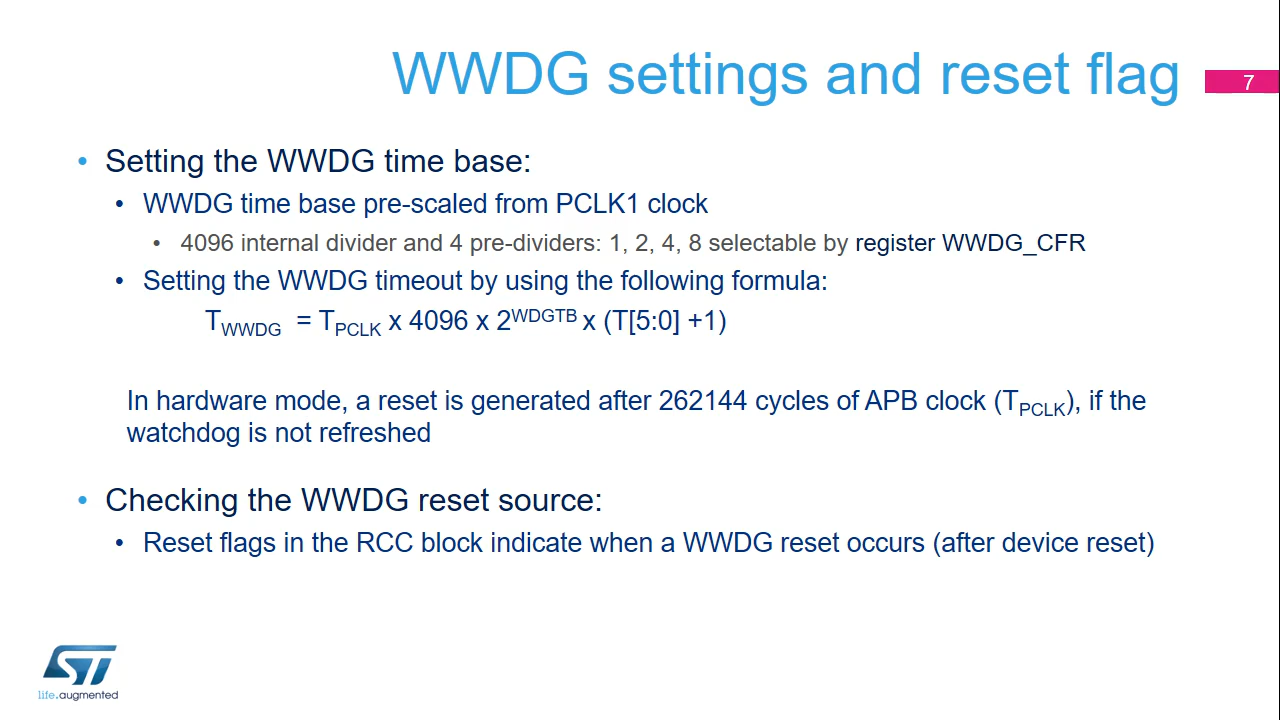 WWDG settings and reset flag
7
• Setting the WWDG time base:
• WWDG time base pre-scaled from PCLK1 clock
• 4096 internal divider and 4 pre-dividers: 1, 2, 4, 8 selectable by register WWDG_CFR
• Setting the WWDG timeout by using the following formula:
TWWDG = TPCLK x 4096 x 2WDGTB x (T[5:0] +1)
In hardware mode, a reset is generated after 262144 cycles of APB clock (TPCLK), if the
watchdog is not refreshed
• Checking the WWDG reset source:
• Reset flags in the RCC block indicate when a WWDG reset occurs (after device reset)
ST
life.augmented